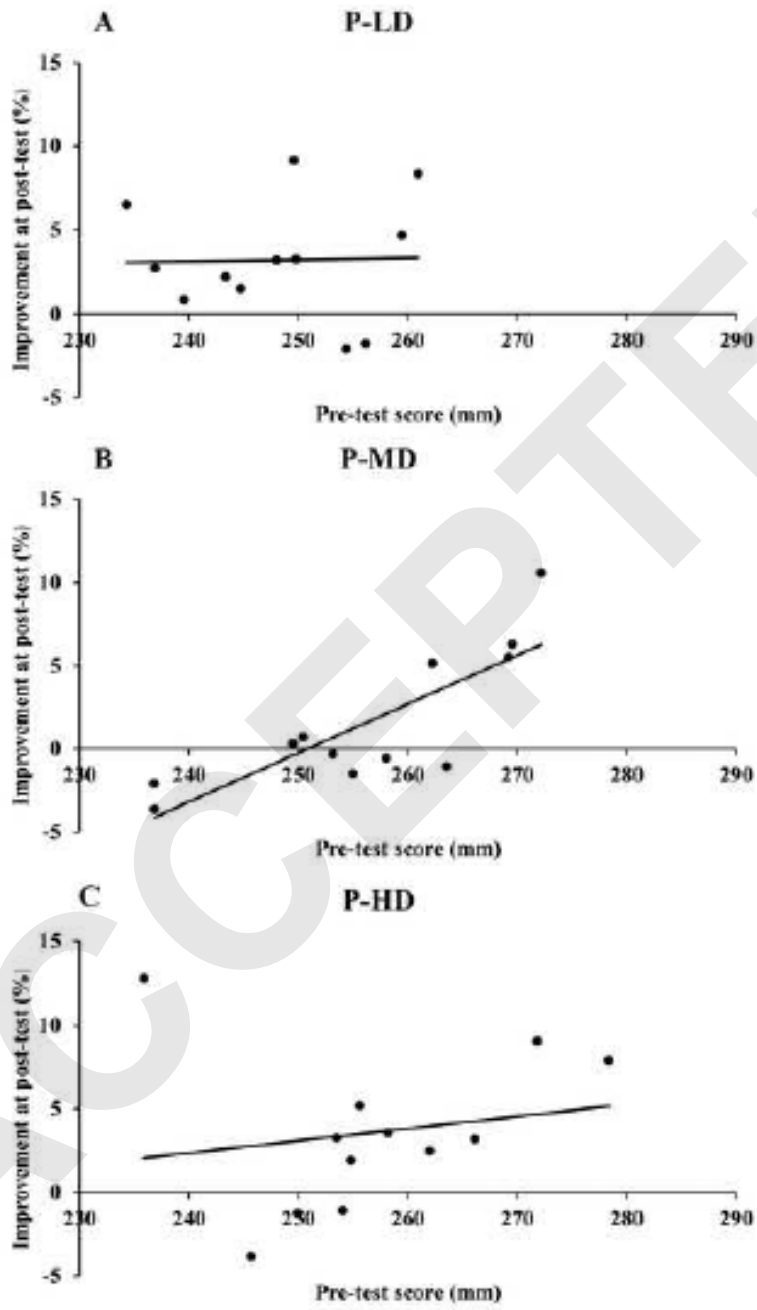 A P-LD
15
10
5
0
-5
230 240 250 260 270 280 290
Improvement at post-test (%)
Pre-test score (mm)
B P-MD
15
10
5
0
-5
230 240 250 260 270 280 290
Improvement at post-test (%)
Pre-test score (mm)
C P-HD
15
10
5
0
-5
230 240 250 260 270 280 290
Improvement at post-test (%)
Pre-test score (mm)
ACCEPTE